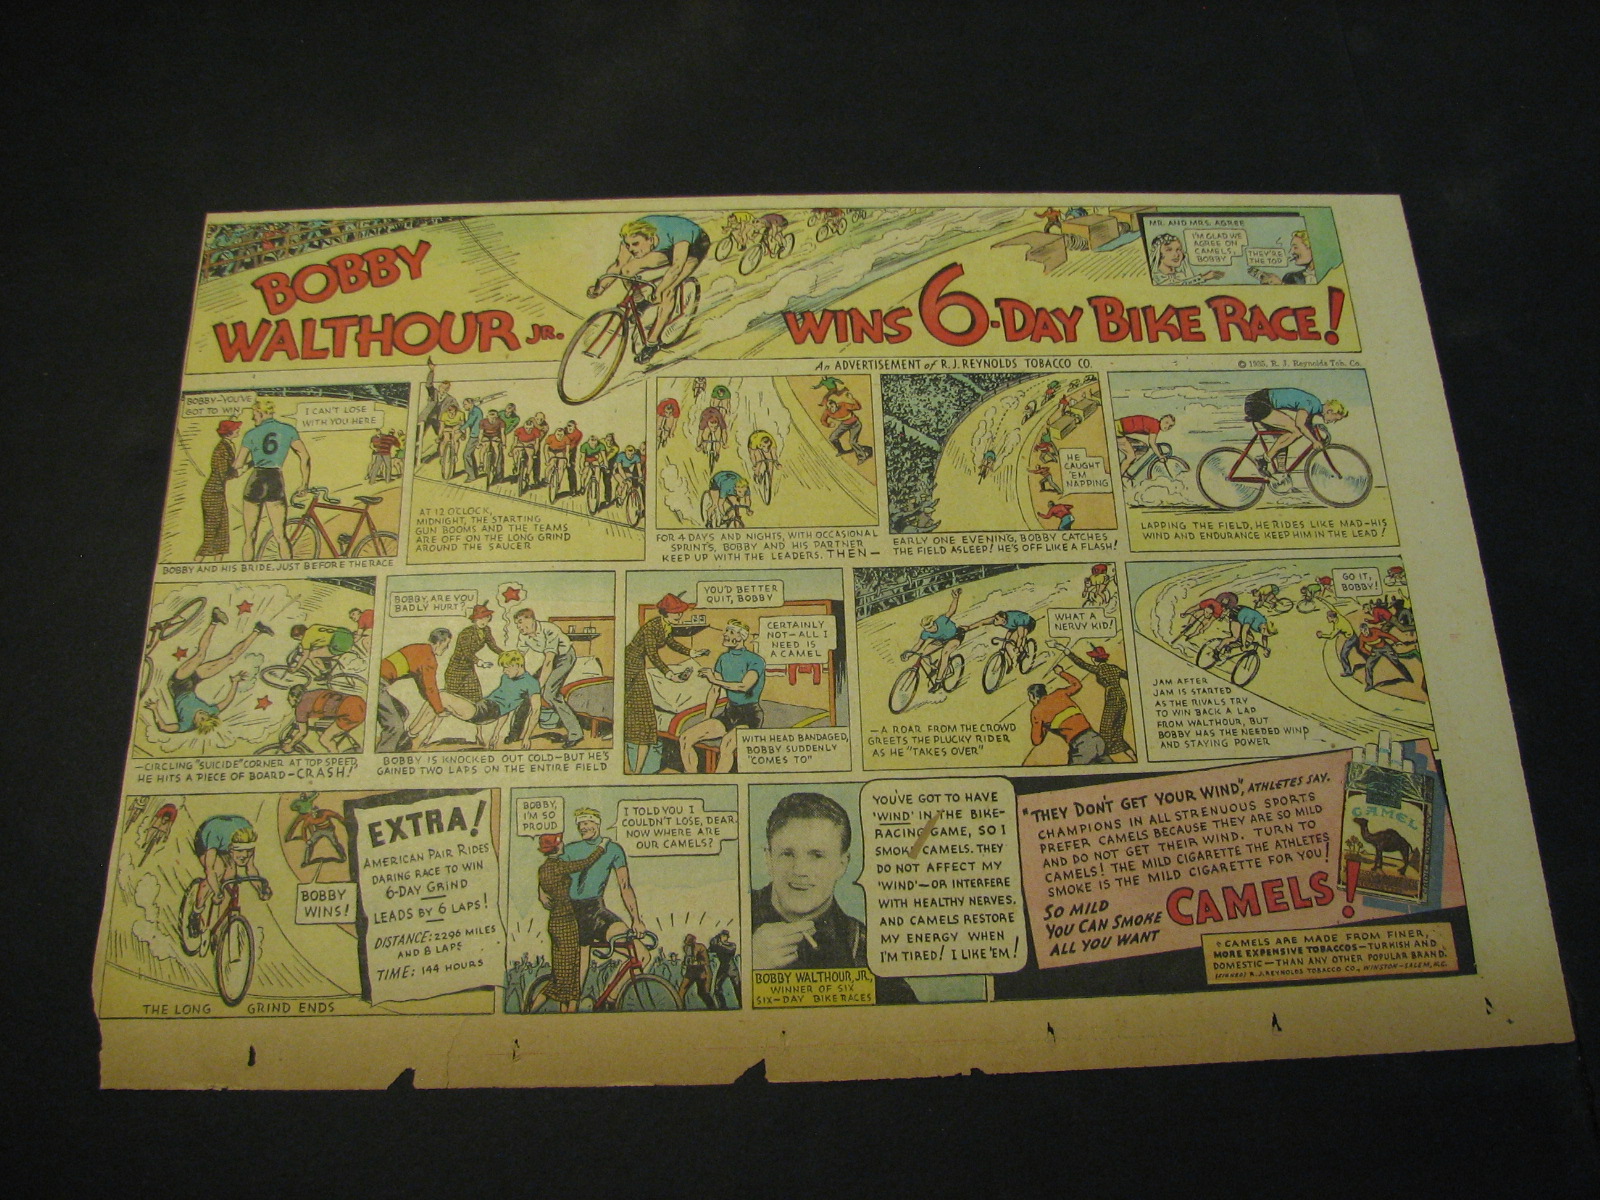 BOBBY
WALTHOUR JR.
WINS 6-DAY BIKE RACE!
MR. AND MRS. AGREE
I'M GLAD WE
AGREE ON
CAMELS,
BOBBY
THEY'RE
THE TOP
An ADVERTISEMENT of R.J. REYNOLDS TOBACCO CO.
© 1935, R. J. Reynolds Tob. Co.
BOBBY-YOU'VE
GOT TO WIN
I CAN'T LOSE
WITH YOU HERE
6
BOBBY AND HIS BRIDE, JUST BEFORE THE RACE
AT 12 O'CLOCK,
MIDNIGHT, THE STARTING
GUN BOOMS AND THE TEAMS
ARE OFF ON THE LONG GRIND
AROUND THE SAUCER
FOR 4 DAYS AND NIGHTS, WITH OCCASIONAL
SPRINTS, BOBBY AND HIS PARTNER
KEEP UP WITH THE LEADERS. THEN—
HE
CAUGHT
'EM
NAPPING
EARLY ONE EVENING, BOBBY CATCHES
THE FIELD ASLEEP! HE'S OFF LIKE A FLASH!
LAPPING THE FIELD, HE RIDES LIKE MAD-HIS
WIND AND ENDURANCE KEEP HIM IN THE LEAD!
—CIRCLING "SUICIDE" CORNER AT TOP SPEED,
HE HITS A PIECE OF BOARD-CRASH!
BOBBY, ARE YOU
BADLY HURT?
BOBBY IS KNOCKED OUT COLD-BUT HE'S
GAINED TWO LAPS ON THE ENTIRE FIELD
YOU'D BETTER
QUIT, BOBBY
CERTAINLY
NOT-ALL I
NEED IS
A CAMEL
WITH HEAD BANDAGED,
BOBBY SUDDENLY
"COMES TO"
WHAT A
NERVY KID!
—A ROAR FROM THE CROWD
GREETS THE PLUCKY RIDER
AS HE "TAKES OVER"
GO IT,
BOBBY!
JAM AFTER
JAM IS STARTED
AS THE RIVALS TRY
TO WIN BACK A LAP
FROM WALTHOUR, BUT
BOBBY HAS THE NEEDED WIND
AND STAYING POWER
BOBBY
WINS!
THE LONG GRIND ENDS
EXTRA!
AMERICAN PAIR RIDES
DARING RACE TO WIN
6-DAY GRIND
LEADS BY 6 LAPS!
DISTANCE: 2296 MILES
AND 8 LAPS
TIME: 144 HOURS
BOBBY,
I'M SO
PROUD
I TOLD YOU I
COULDN'T LOSE, DEAR.
NOW WHERE ARE
OUR CAMELS?
BOBBY WALTHOUR, JR.,
WINNER OF SIX
SIX-DAY BIKE RACES
YOU'VE GOT TO HAVE
'WIND' IN THE BIKE-
RACING GAME, SO I
SMOKE CAMELS. THEY
DO NOT AFFECT MY
'WIND'-OR INTERFERE
WITH HEALTHY NERVES.
AND CAMELS RESTORE
MY ENERGY WHEN
I'M TIRED! I LIKE 'EM!
"THEY DON'T GET YOUR WIND", ATHLETES SAY.
CHAMPIONS IN ALL STRENUOUS SPORTS
PREFER CAMELS BECAUSE THEY ARE SO MILD
AND DO NOT GET THEIR WIND. TURN TO
CAMELS! THE MILD CIGARETTE THE ATHLETES
SMOKE IS THE MILD CIGARETTE FOR YOU!
SO MILD
YOU CAN SMOKE
ALL YOU WANT
CAMELS!
CAMEL
CAMELS ARE MADE FROM FINER,
MORE EXPENSIVE TOBACCOS—TURKISH AND
DOMESTIC—THAN ANY OTHER POPULAR BRAND.
(SIGNED) R.J. REYNOLDS TOBACCO CO., WINSTON-SALEM, N.C.